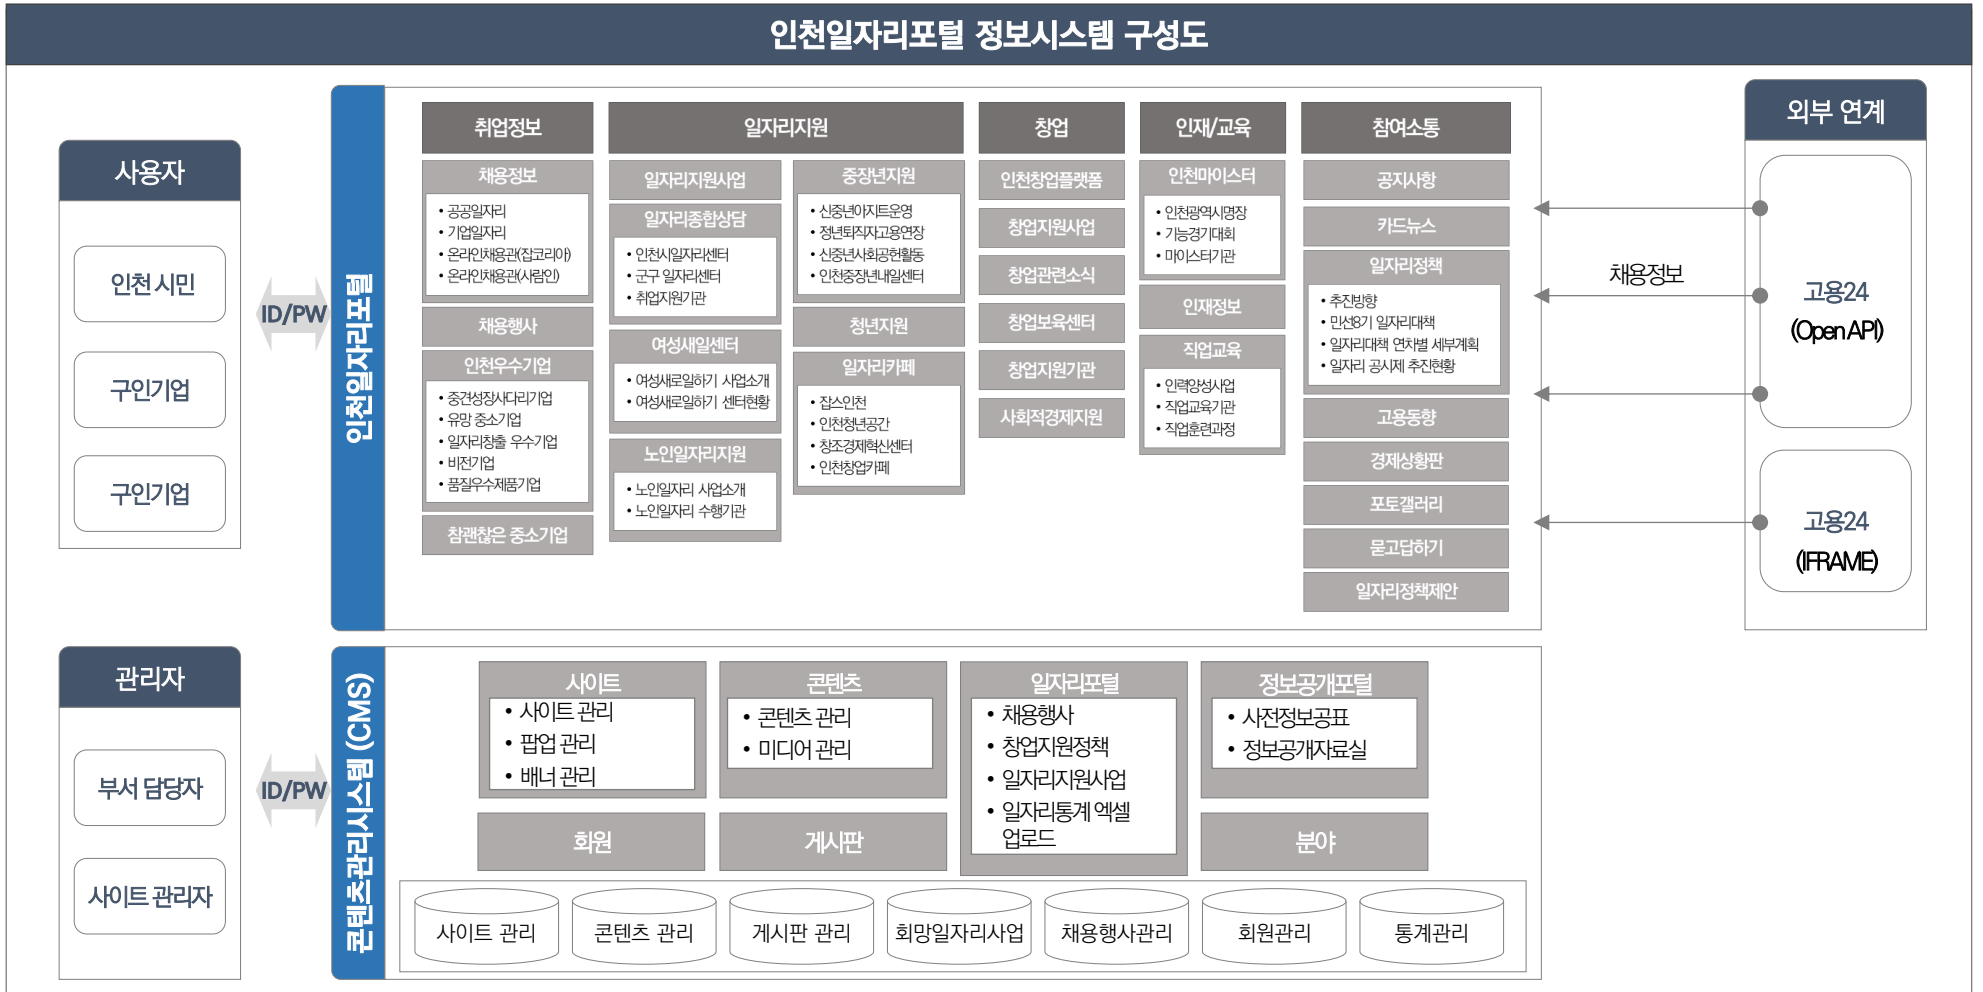 인천일자리포털 정보시스템 구성도
사용자
인천 시민
구인기업
구인기업
ID/PW
인천일자리포털
취업정보
채용정보
• 공공일자리
• 기업일자리
• 온라인채용관(잡코리아)
• 온라인채용관(사람인)
채용행사
인천우수기업
• 중견성장사다리기업
• 유망 중소기업
• 일자리창출 우수기업
• 비전기업
• 품질우수제품기업
참괜찮은 중소기업
일자리지원
일자리지원사업
일자리종합상담
• 인천시일자리센터
• 군구 일자리센터
• 취업지원기관
여성새일센터
• 여성새로일하기 사업소개
• 여성새로일하기 센터현황
노인일자리지원
• 노인일자리 사업소개
• 노인일자리 수행기관
중장년지원
• 신중년아지트운영
• 정년퇴직자고용연장
• 신중년사회공헌활동
• 인천중장년내일센터
청년지원
일자리카페
• 잡스인천
• 인천청년공간
• 창조경제혁신센터
• 인천창업카페
창업
인천창업플랫폼
창업지원사업
창업관련소식
창업보육센터
창업지원기관
사회적경제지원
인재/교육
인천마이스터
• 인천광역시명장
• 기능경기대회
• 마이스터기관
인재정보
직업교육
• 인력양성사업
• 직업교육기관
• 직업훈련과정
참여소통
공지사항
카드뉴스
일자리정책
• 추진방향
• 민선8기 일자리대책
• 일자리대책 연차별 세부계획
• 일자리 공시제 추진현황
고용동향
경제상황판
포토갤러리
묻고답하기
일자리정책제안
채용정보
외부 연계
고용24
(Open API)
고용24
(IFRAME)
관리자
부서 담당자
사이트 관리자
ID/PW
콘텐츠관리시스템 (CMS)
사이트
• 사이트 관리
• 팝업 관리
• 배너 관리
콘텐츠
• 콘텐츠 관리
• 미디어 관리
일자리포털
• 채용행사
• 창업지원정책
• 일자리지원사업
• 일자리통계 엑셀
업로드
정보공개포털
• 사전정보공표
• 정보공개자료실
회원
게시판
분야
사이트 관리
콘텐츠 관리
게시판 관리
희망일자리사업
채용행사관리
회원관리
통계관리